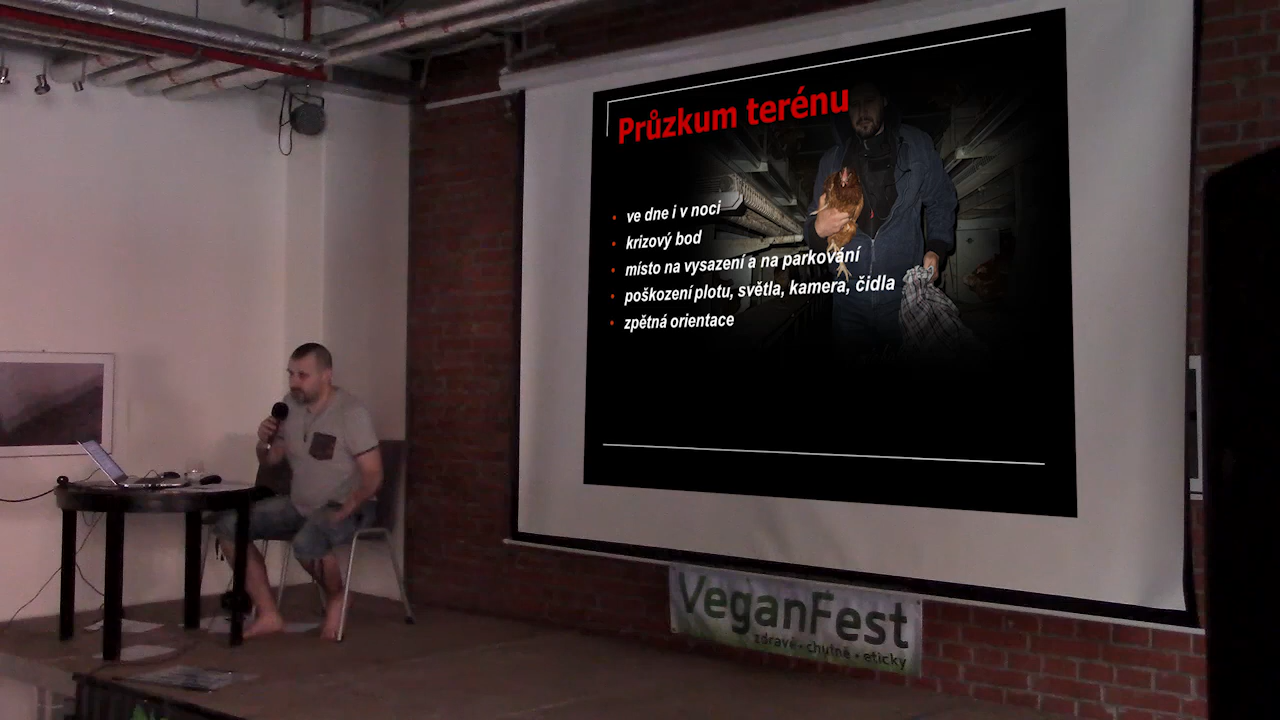 Průzkum terénu
ve dne i v noci
krizový bod
místo na vysazení a na parkování
poškození plotu, světla, kamera, čidla
zpětná orientace
VeganFest
zdravě • chutně • eticky